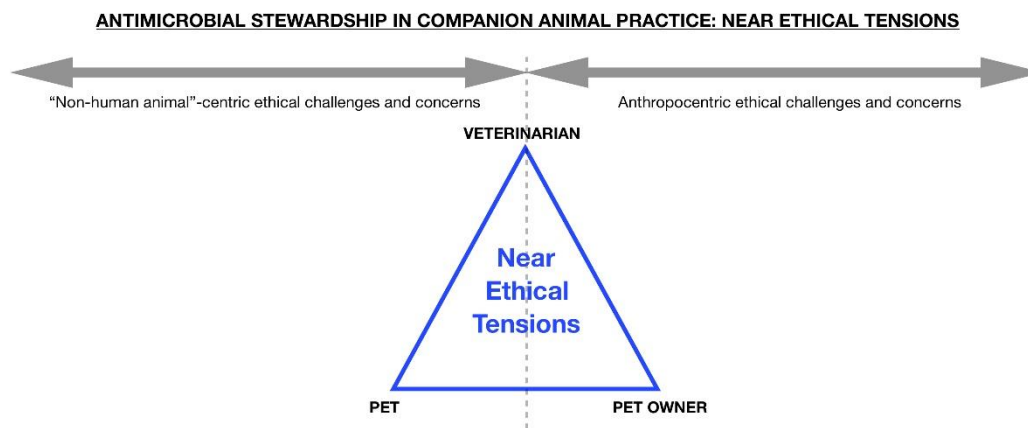 ANTIMICROBIAL STEWARDSHIP IN COMPANION ANIMAL PRACTICE: NEAR ETHICAL TENSIONS
“Non-human animal”-centric ethical challenges and concerns
Anthropocentric ethical challenges and concerns
VETERINARIAN
Near
Ethical
Tensions
PET
PET OWNER